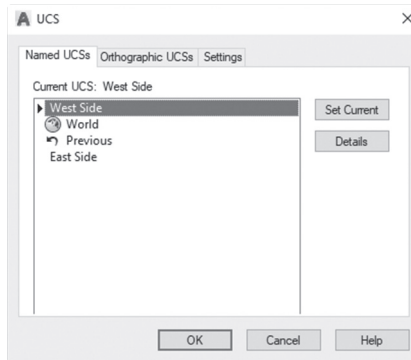 UCS
Named UCSs Orthographic UCSs Settings
Current UCS: West Side
West Side
World
Previous
East Side
Set Current
Details
OK Cancel Help